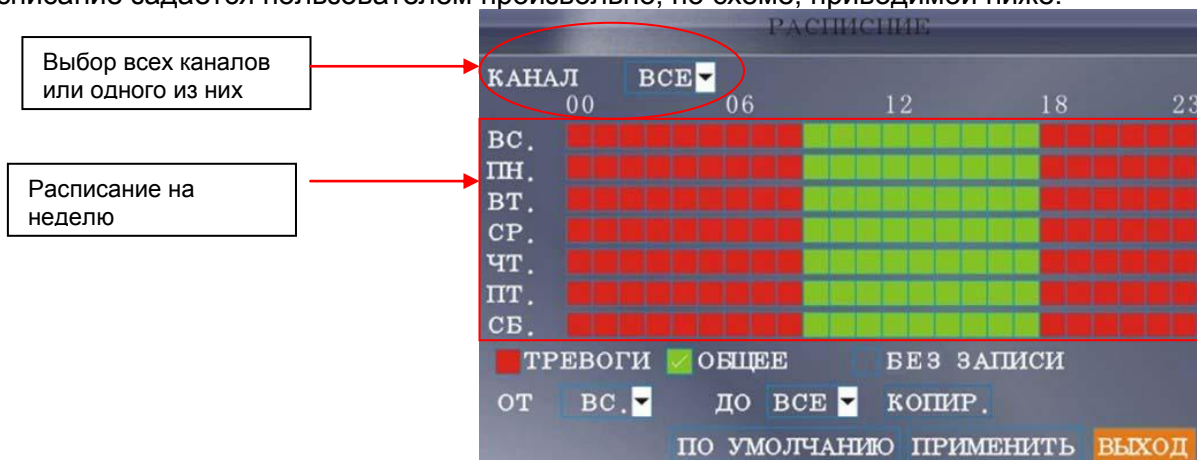 списание задается пользователем произвольно, по схеме, приводимой ниже.
РАСПИСНИЕ
Выбор всех каналов
или одного из них
КАНАЛ ВСЕ
00 06 12 18 23
ВС.
ПН.
Расписание на
неделю
ВТ.
СР.
ЧТ.
ПТ.
СБ.
ТРЕВОГИ ОБЩЕЕ БЕЗ ЗАПИСИ
ОТ ВС. ДО ВСЕ КОПИР.
ПО УМОЛЧАНИЮ ПРИМЕНИТЬ ВЫХОД